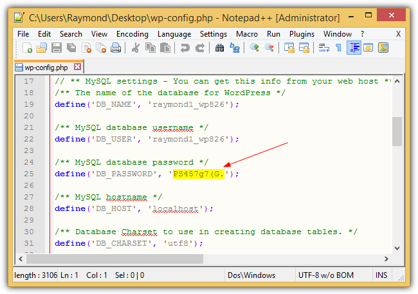 C:\Users\Raymond\Desktop\wp-config.php - Notepad++ [Administrator]
File Edit Search View Encoding Language Settings Macro Run Plugins Window ? X
wp-config.php
17 // ** MySQL settings - You can get this info from your web host *
18 /** The name of the database for WordPress */
19 define('DB_NAME', 'raymond1_wp826');
20
21 /** MySQL database username */
22 define('DB_USER', 'raymond1_wp826');
23
24 /** MySQL database password */
25 define('DB_PASSWORD', 'PS457g7(G.');
26
27 /** MySQL hostname */
28 define('DB_HOST', 'localhost');
29
30 /** Database Charset to use in creating database tables. */
31 define('DB_CHARSET', 'utf8');
length : 3106 Ln : 1 Col : 1 Sel : 0 | 0 Dos\Windows UTF-8 w/o BOM INS